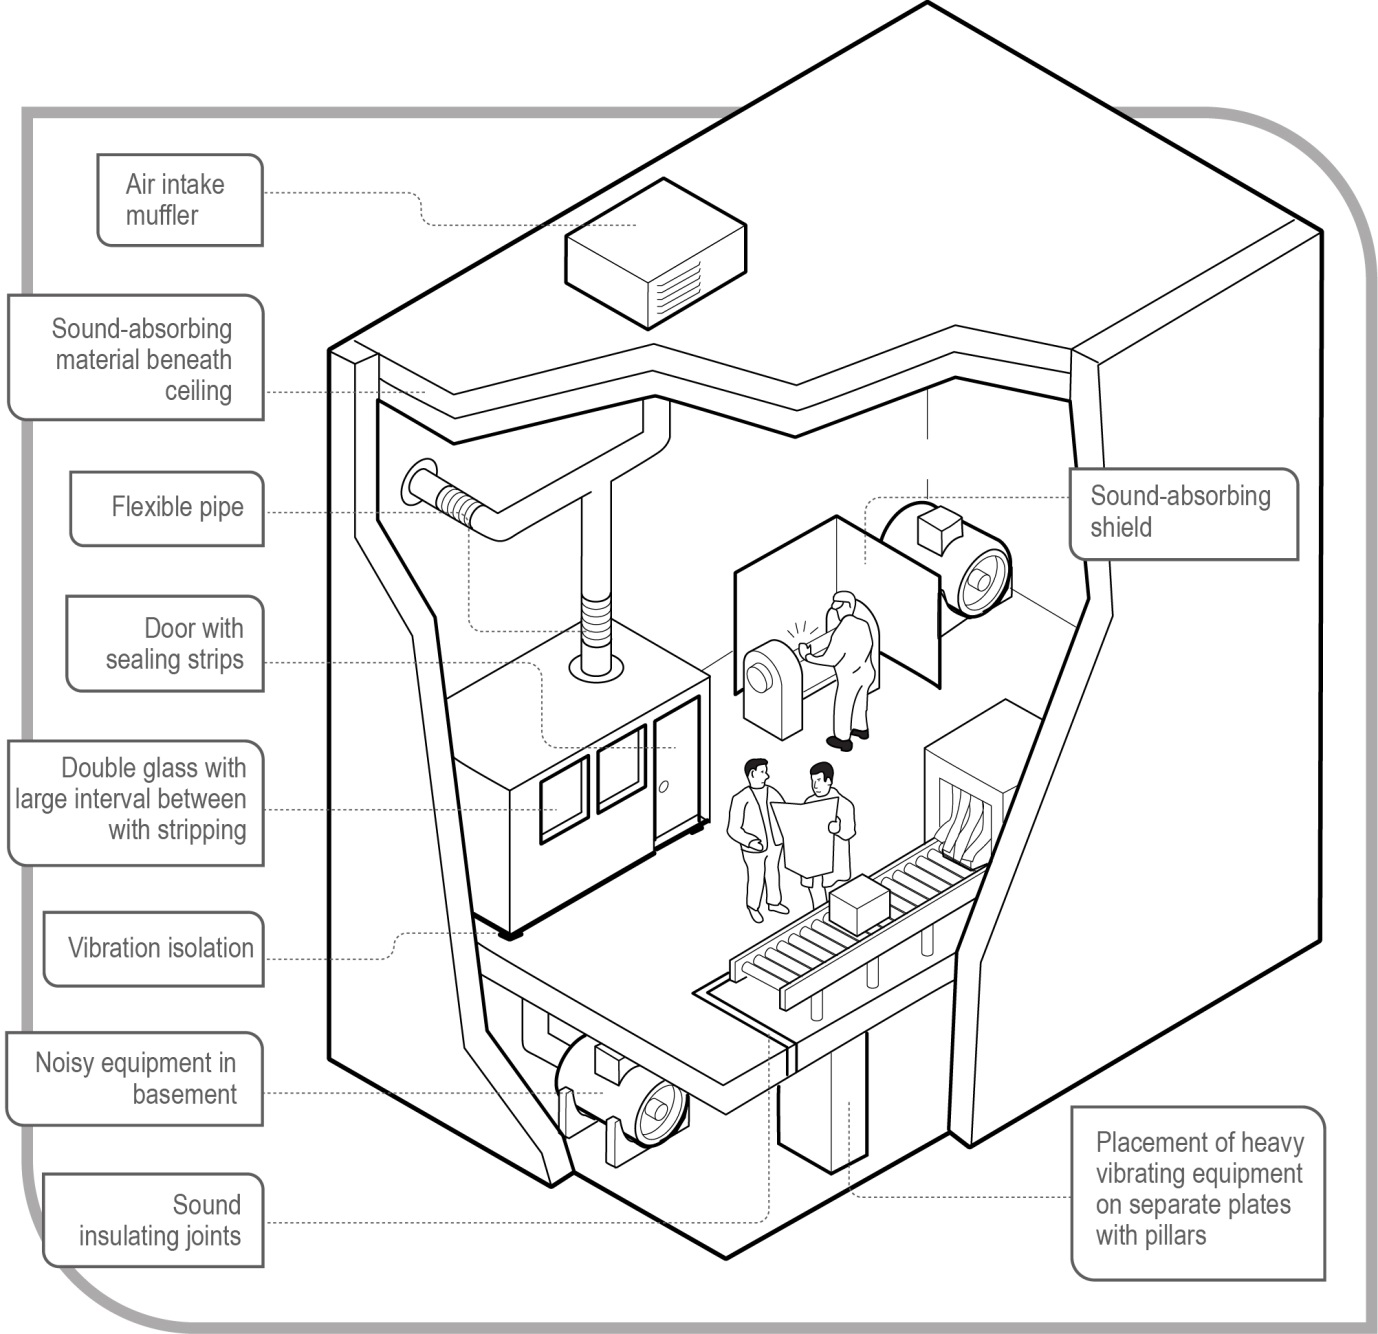 Air intake
muffler
Sound-absorbing
material beneath
ceiling
Flexible pipe
Door with
sealing strips
Double glass with
large interval between
with stripping
Vibration isolation
Noisy equipment in
basement
Sound
insulating joints
Sound-absorbing
shield
Placement of heavy
vibrating equipment
on separate plates
with pillars